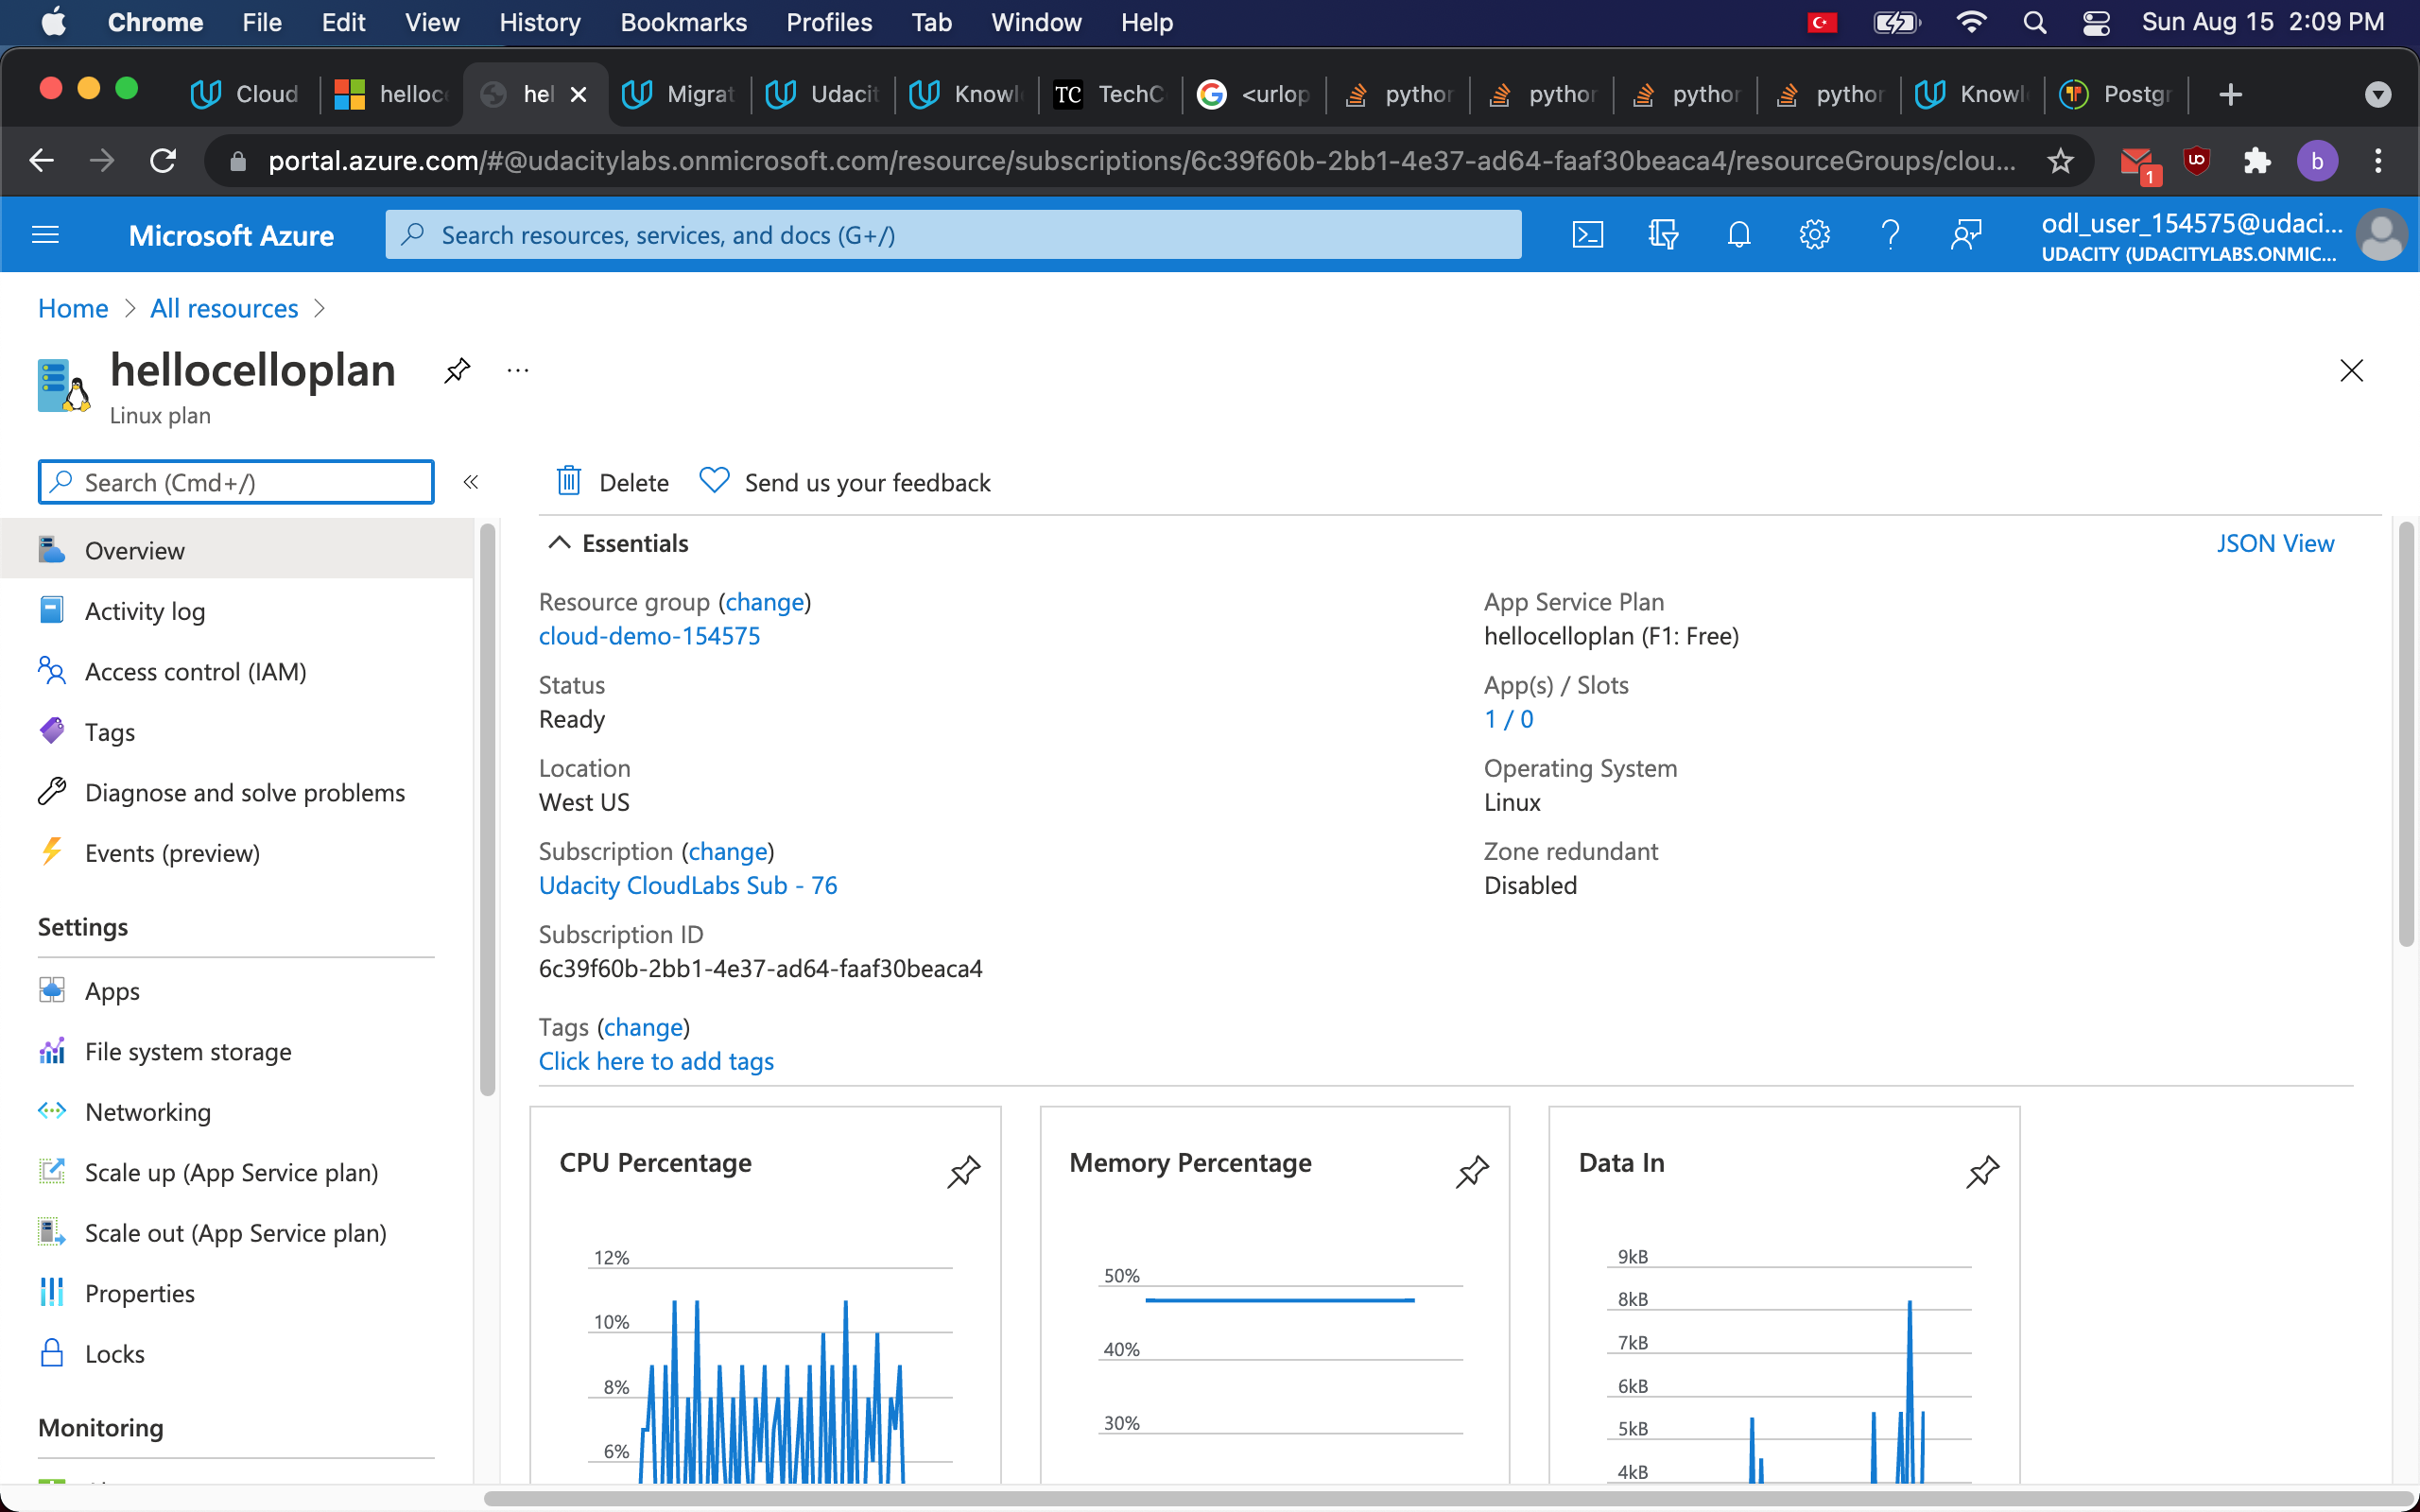 Chrome File Edit View History Bookmarks Profiles Tab Window Help Sun Aug 15 2:09 PM
Cloud helloc hel Migrat Udacit Knowl TC TechC <urlop python python python python Knowl Postgr
portal.azure.com/#@udacitylabs.onmicrosoft.com/resource/subscriptions/6c39f60b-2bb1-4e37-ad64-faaf30beaca4/resourceGroups/clou... 1 b
Microsoft Azure Search resources, services, and docs (G+/) odl_user_154575@udaci...
UDACITY (UDACITYLABS.ONMIC...
Home > All resources >
hellocelloplan ...
Linux plan
Search (Cmd+/) « Delete Send us your feedback
Overview
Activity log
Access control (IAM)
Tags
Diagnose and solve problems
Events (preview)
Settings
Apps
File system storage
Networking
Scale up (App Service plan)
Scale out (App Service plan)
Properties
Locks
Monitoring
Essentials JSON View
Resource group (change)
cloud-demo-154575
Status
Ready
Location
West US
Subscription (change)
Udacity CloudLabs Sub - 76
Subscription ID
6c39f60b-2bb1-4e37-ad64-faaf30beaca4
Tags (change)
Click here to add tags
App Service Plan
hellocelloplan (F1: Free)
App(s) / Slots
1 / 0
Operating System
Linux
Zone redundant
Disabled
CPU Percentage
12%
10%
8%
6%
Memory Percentage
50%
40%
30%
Data In
9kB
8kB
7kB
6kB
5kB
4kB